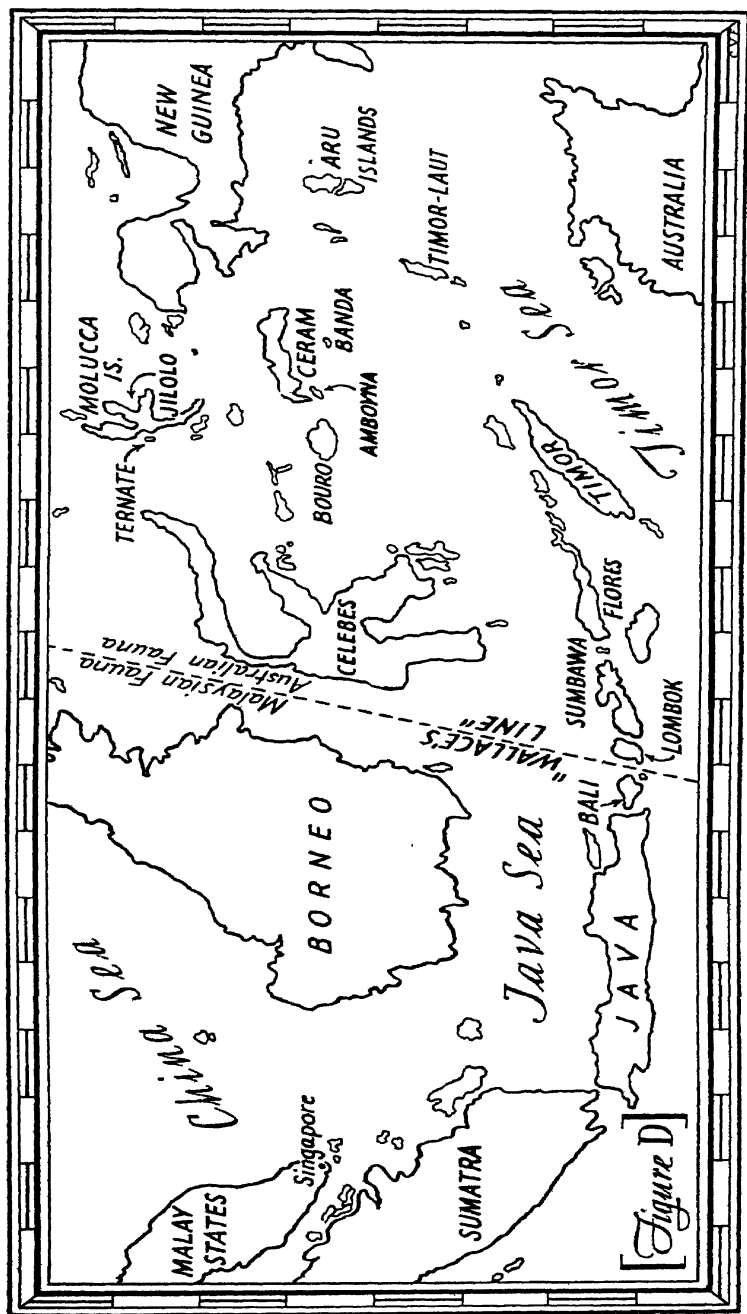 China Sea
MALAY
STATES
Singapore
SUMATRA
BORNEO
Java Sea
JAVA
BALI
LOMBOK
"WALLACE'S
LINE"
Malaysian Fauna
Australian Fauna
CELEBES
SUMBAWA
FLORES
TIMOR
Timor Sea
TERNATE
MOLUCCA
IS.
JILOLO
BOURO
CERAM
BANDA
AMBOYNA
NEW
GUINEA
ARU
ISLANDS
TIMOR-LAUT
AUSTRALIA
[Figure D]